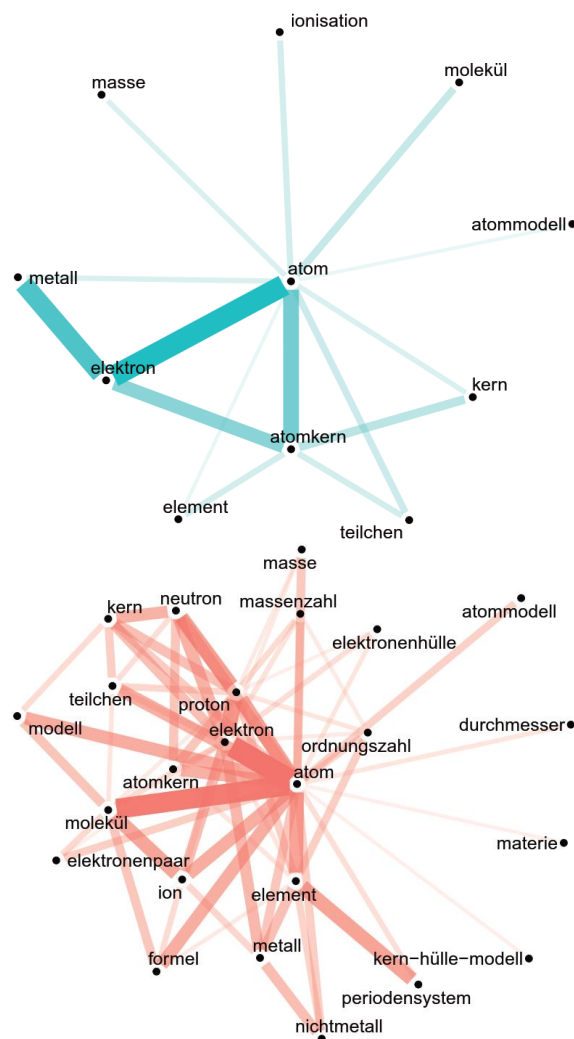 ionisation
molekül
masse
atommodell
atom
metall
elektron
kern
atomkern
element
teilchen
masse
neutron
kern
massenzahl
atommodell
elektronenhülle
teilchen
proton
modell
elektron
ordnungszahl
durchmesser
atomkern
atom
molekül
materie
elektronenpaar
ion
element
formel
metall
kern-hülle-modell
periodensystem
nichtmetall